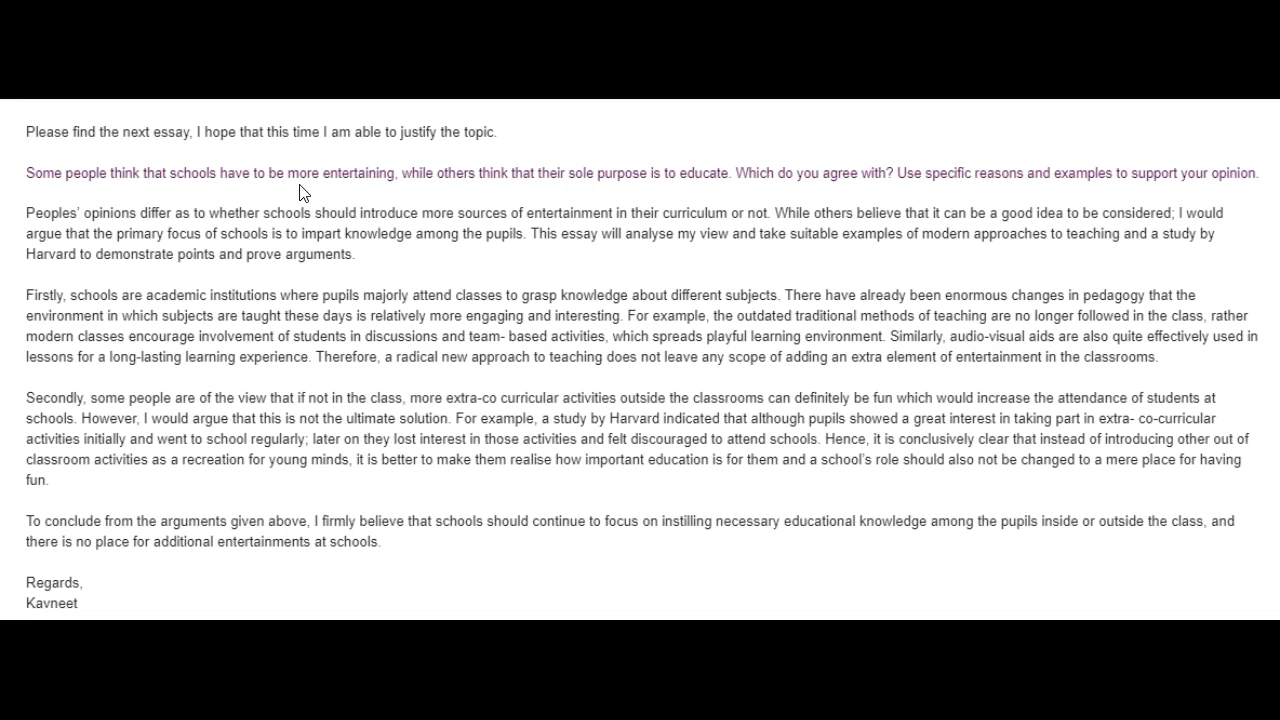 Please find the next essay, I hope that this time I am able to justify the topic.
Some people think that schools have to be more entertaining, while others think that their sole purpose is to educate. Which do you agree with? Use specific reasons and examples to support your opinion.
Peoples' opinions differ as to whether schools should introduce more sources of entertainment in their curriculum or not. While others believe that it can be a good idea to be considered; I would
argue that the primary focus of schools is to impart knowledge among the pupils. This essay will analyse my view and take suitable examples of modern approaches to teaching and a study by
Harvard to demonstrate points and prove arguments.
Firstly, schools are academic institutions where pupils majorly attend classes to grasp knowledge about different subjects. There have already been enormous changes in pedagogy that the
environment in which subjects are taught these days is relatively more engaging and interesting. For example, the outdated traditional methods of teaching are no longer followed in the class, rather
modern classes encourage involvement of students in discussions and team- based activities, which spreads playful learning environment. Similarly, audio-visual aids are also quite effectively used in
lessons for a long-lasting learning experience. Therefore, a radical new approach to teaching does not leave any scope of adding an extra element of entertainment in the classrooms.
Secondly, some people are of the view that if not in the class, more extra-co curricular activities outside the classrooms can definitely be fun which would increase the attendance of students at
schools. However, I would argue that this is not the ultimate solution. For example, a study by Harvard indicated that although pupils showed a great interest in taking part in extra- co-curricular
activities initially and went to school regularly; later on they lost interest in those activities and felt discouraged to attend schools. Hence, it is conclusively clear that instead of introducing other out of
classroom activities as a recreation for young minds, it is better to make them realise how important education is for them and a school's role should also not be changed to a mere place for having
fun.
To conclude from the arguments given above, I firmly believe that schools should continue to focus on instilling necessary educational knowledge among the pupils inside or outside the class, and
there is no place for additional entertainments at schools.
Regards,
Kavneet